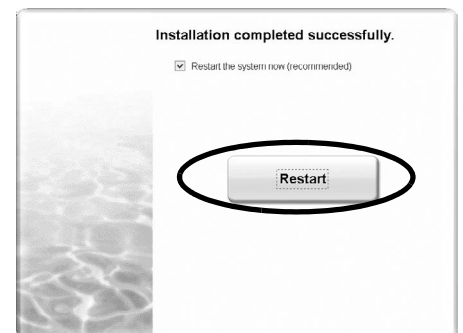 Installation completed successfully.
Restart the system now (recommended)
Restart